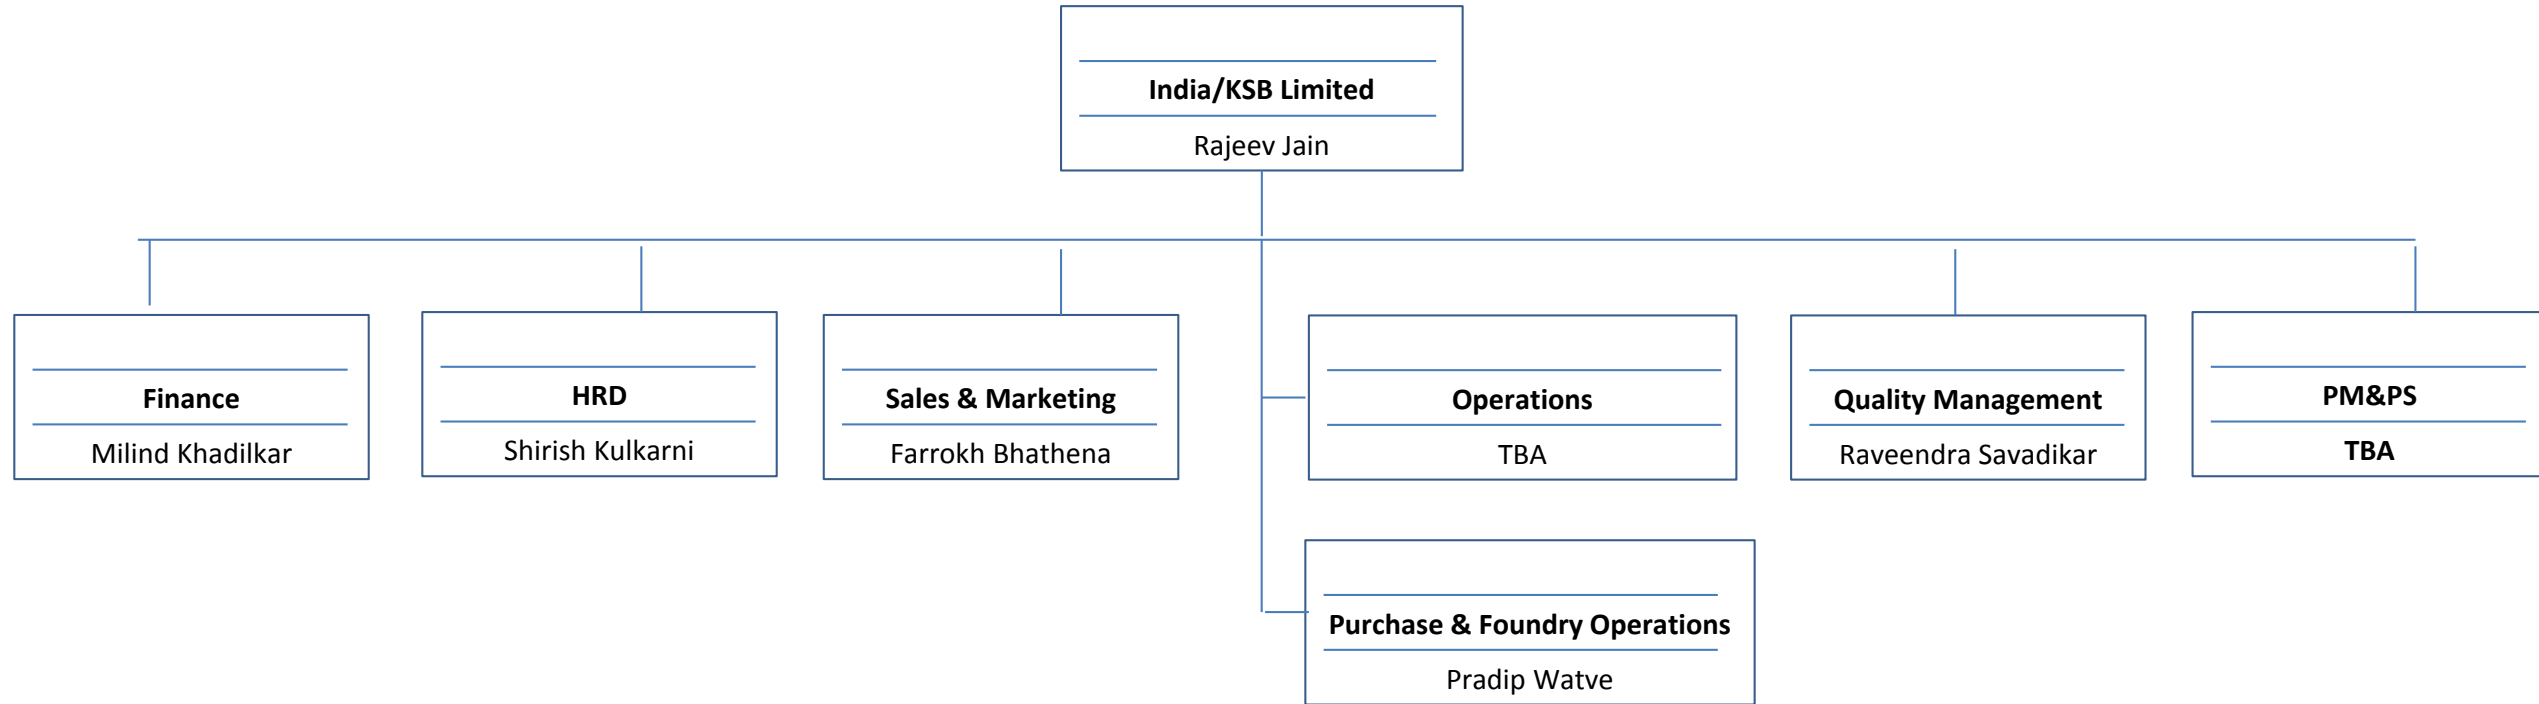 India/KSB Limited
Rajeev Jain
Finance
Milind Khadilkar
HRD
Shirish Kulkarni
Sales & Marketing
Farrokh Bhathena
Operations
TBA
Quality Management
Raveendra Savadikar
PM&PS
TBA
Purchase & Foundry Operations
Pradip Watve